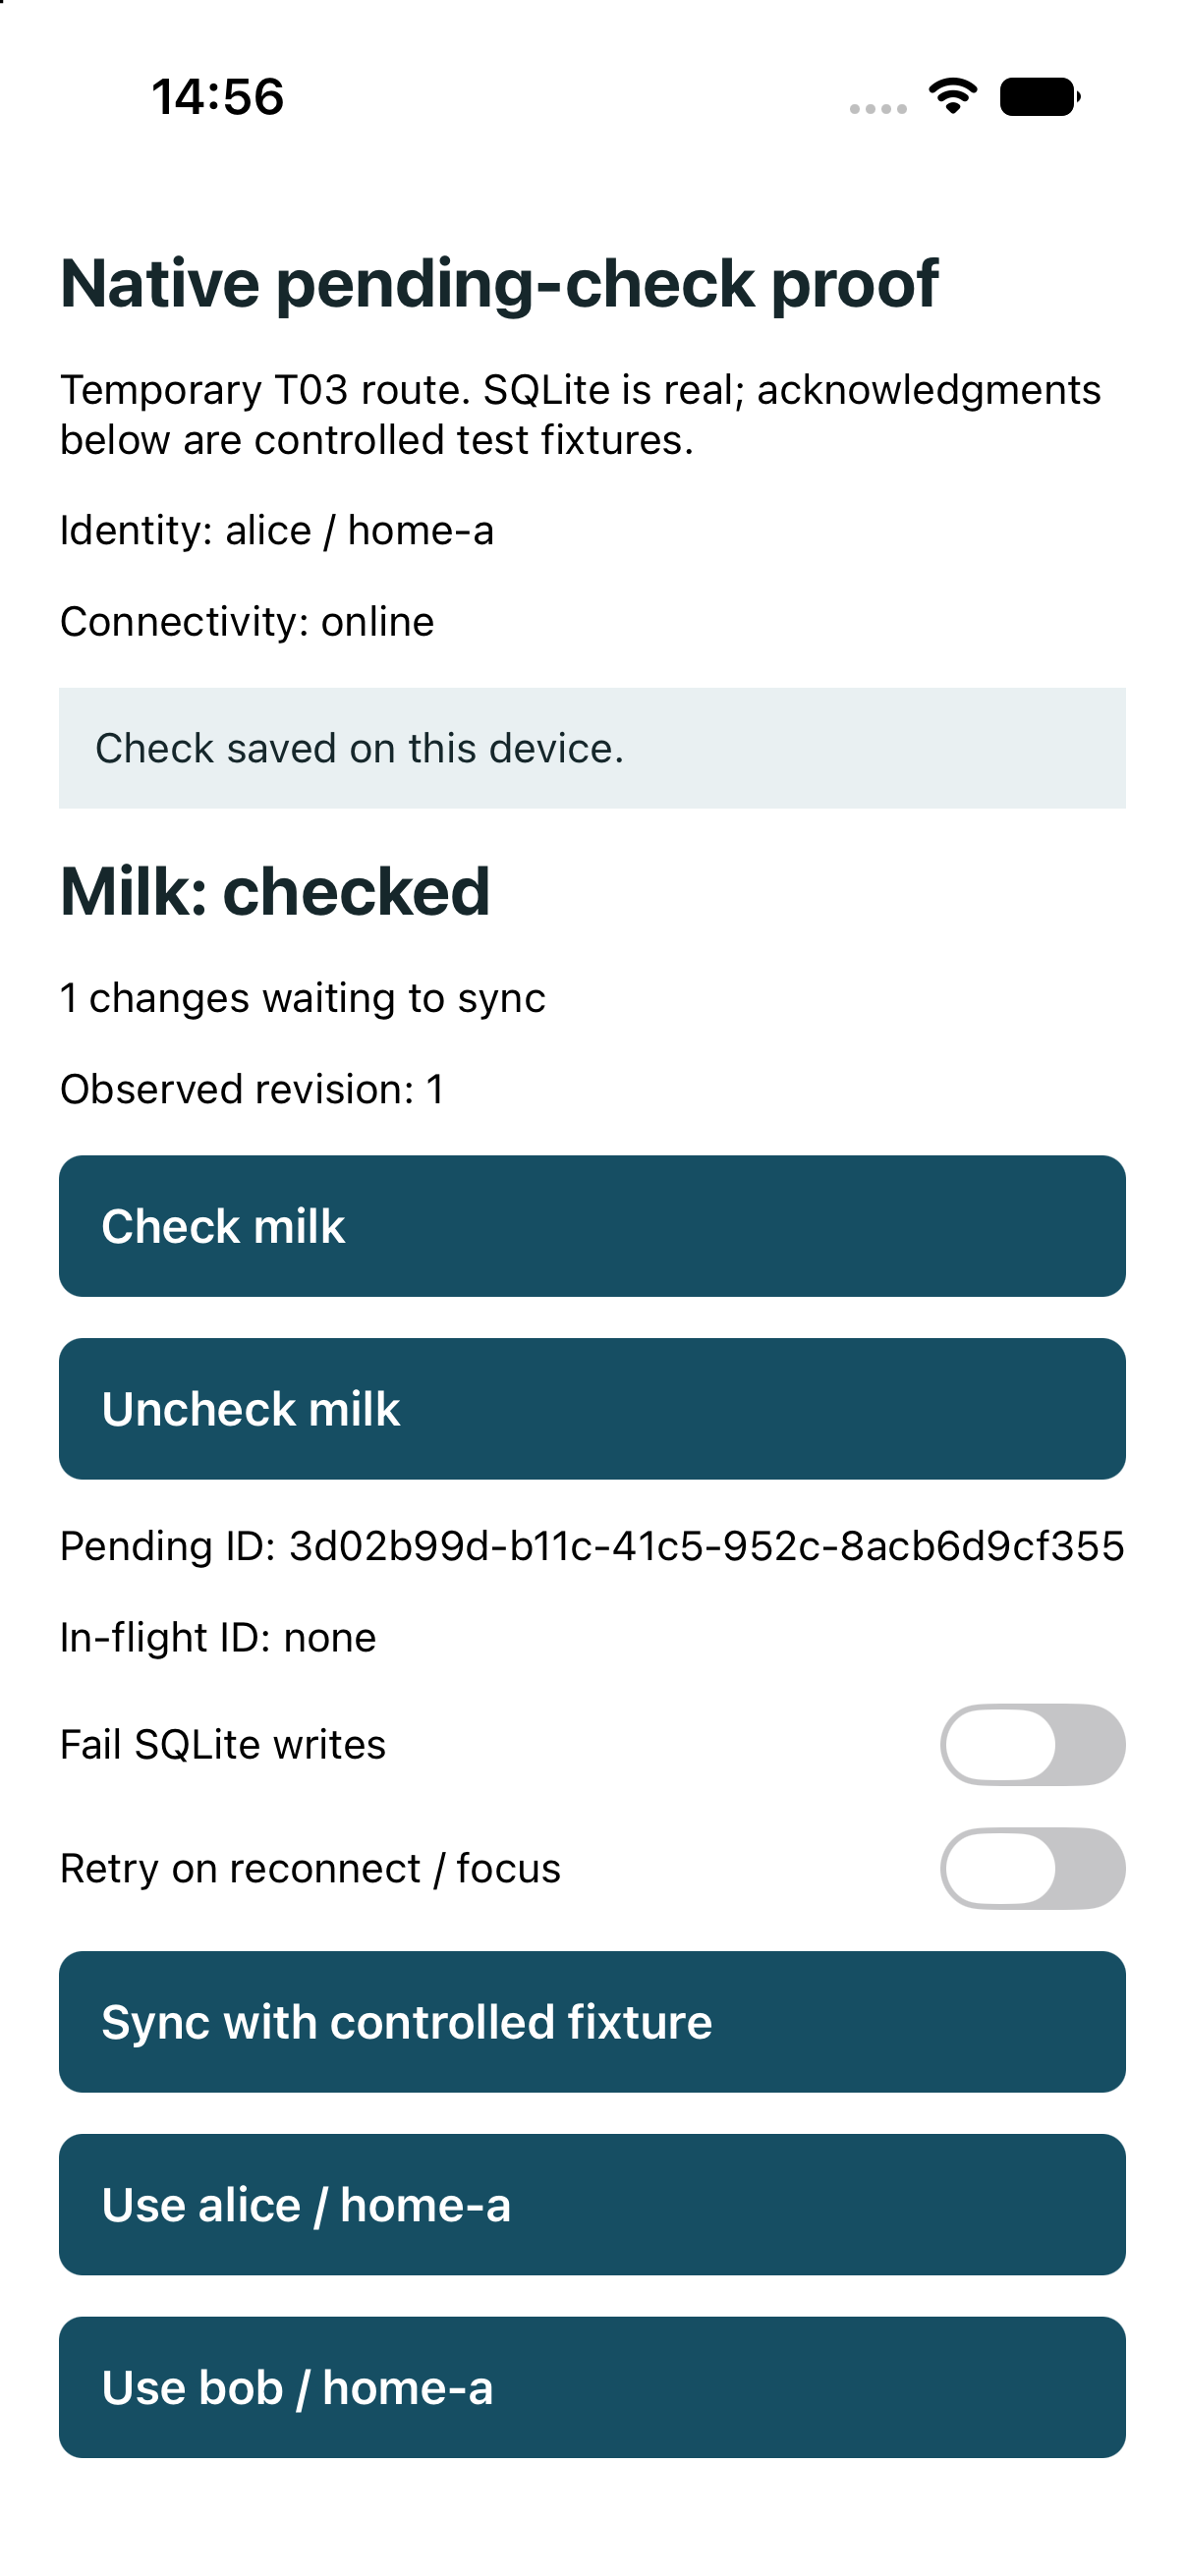 14:56
Native pending-check proof
Temporary T03 route. SQLite is real; acknowledgments
below are controlled test fixtures.
Identity: alice / home-a
Connectivity: online
Check saved on this device.
Milk: checked
1 changes waiting to sync
Observed revision: 1
Check milk
Uncheck milk
Pending ID: 3d02b99d-b11c-41c5-952c-8acb6d9cf355
In-flight ID: none
Fail SQLite writes
Retry on reconnect / focus
Sync with controlled fixture
Use alice / home-a
Use bob / home-a